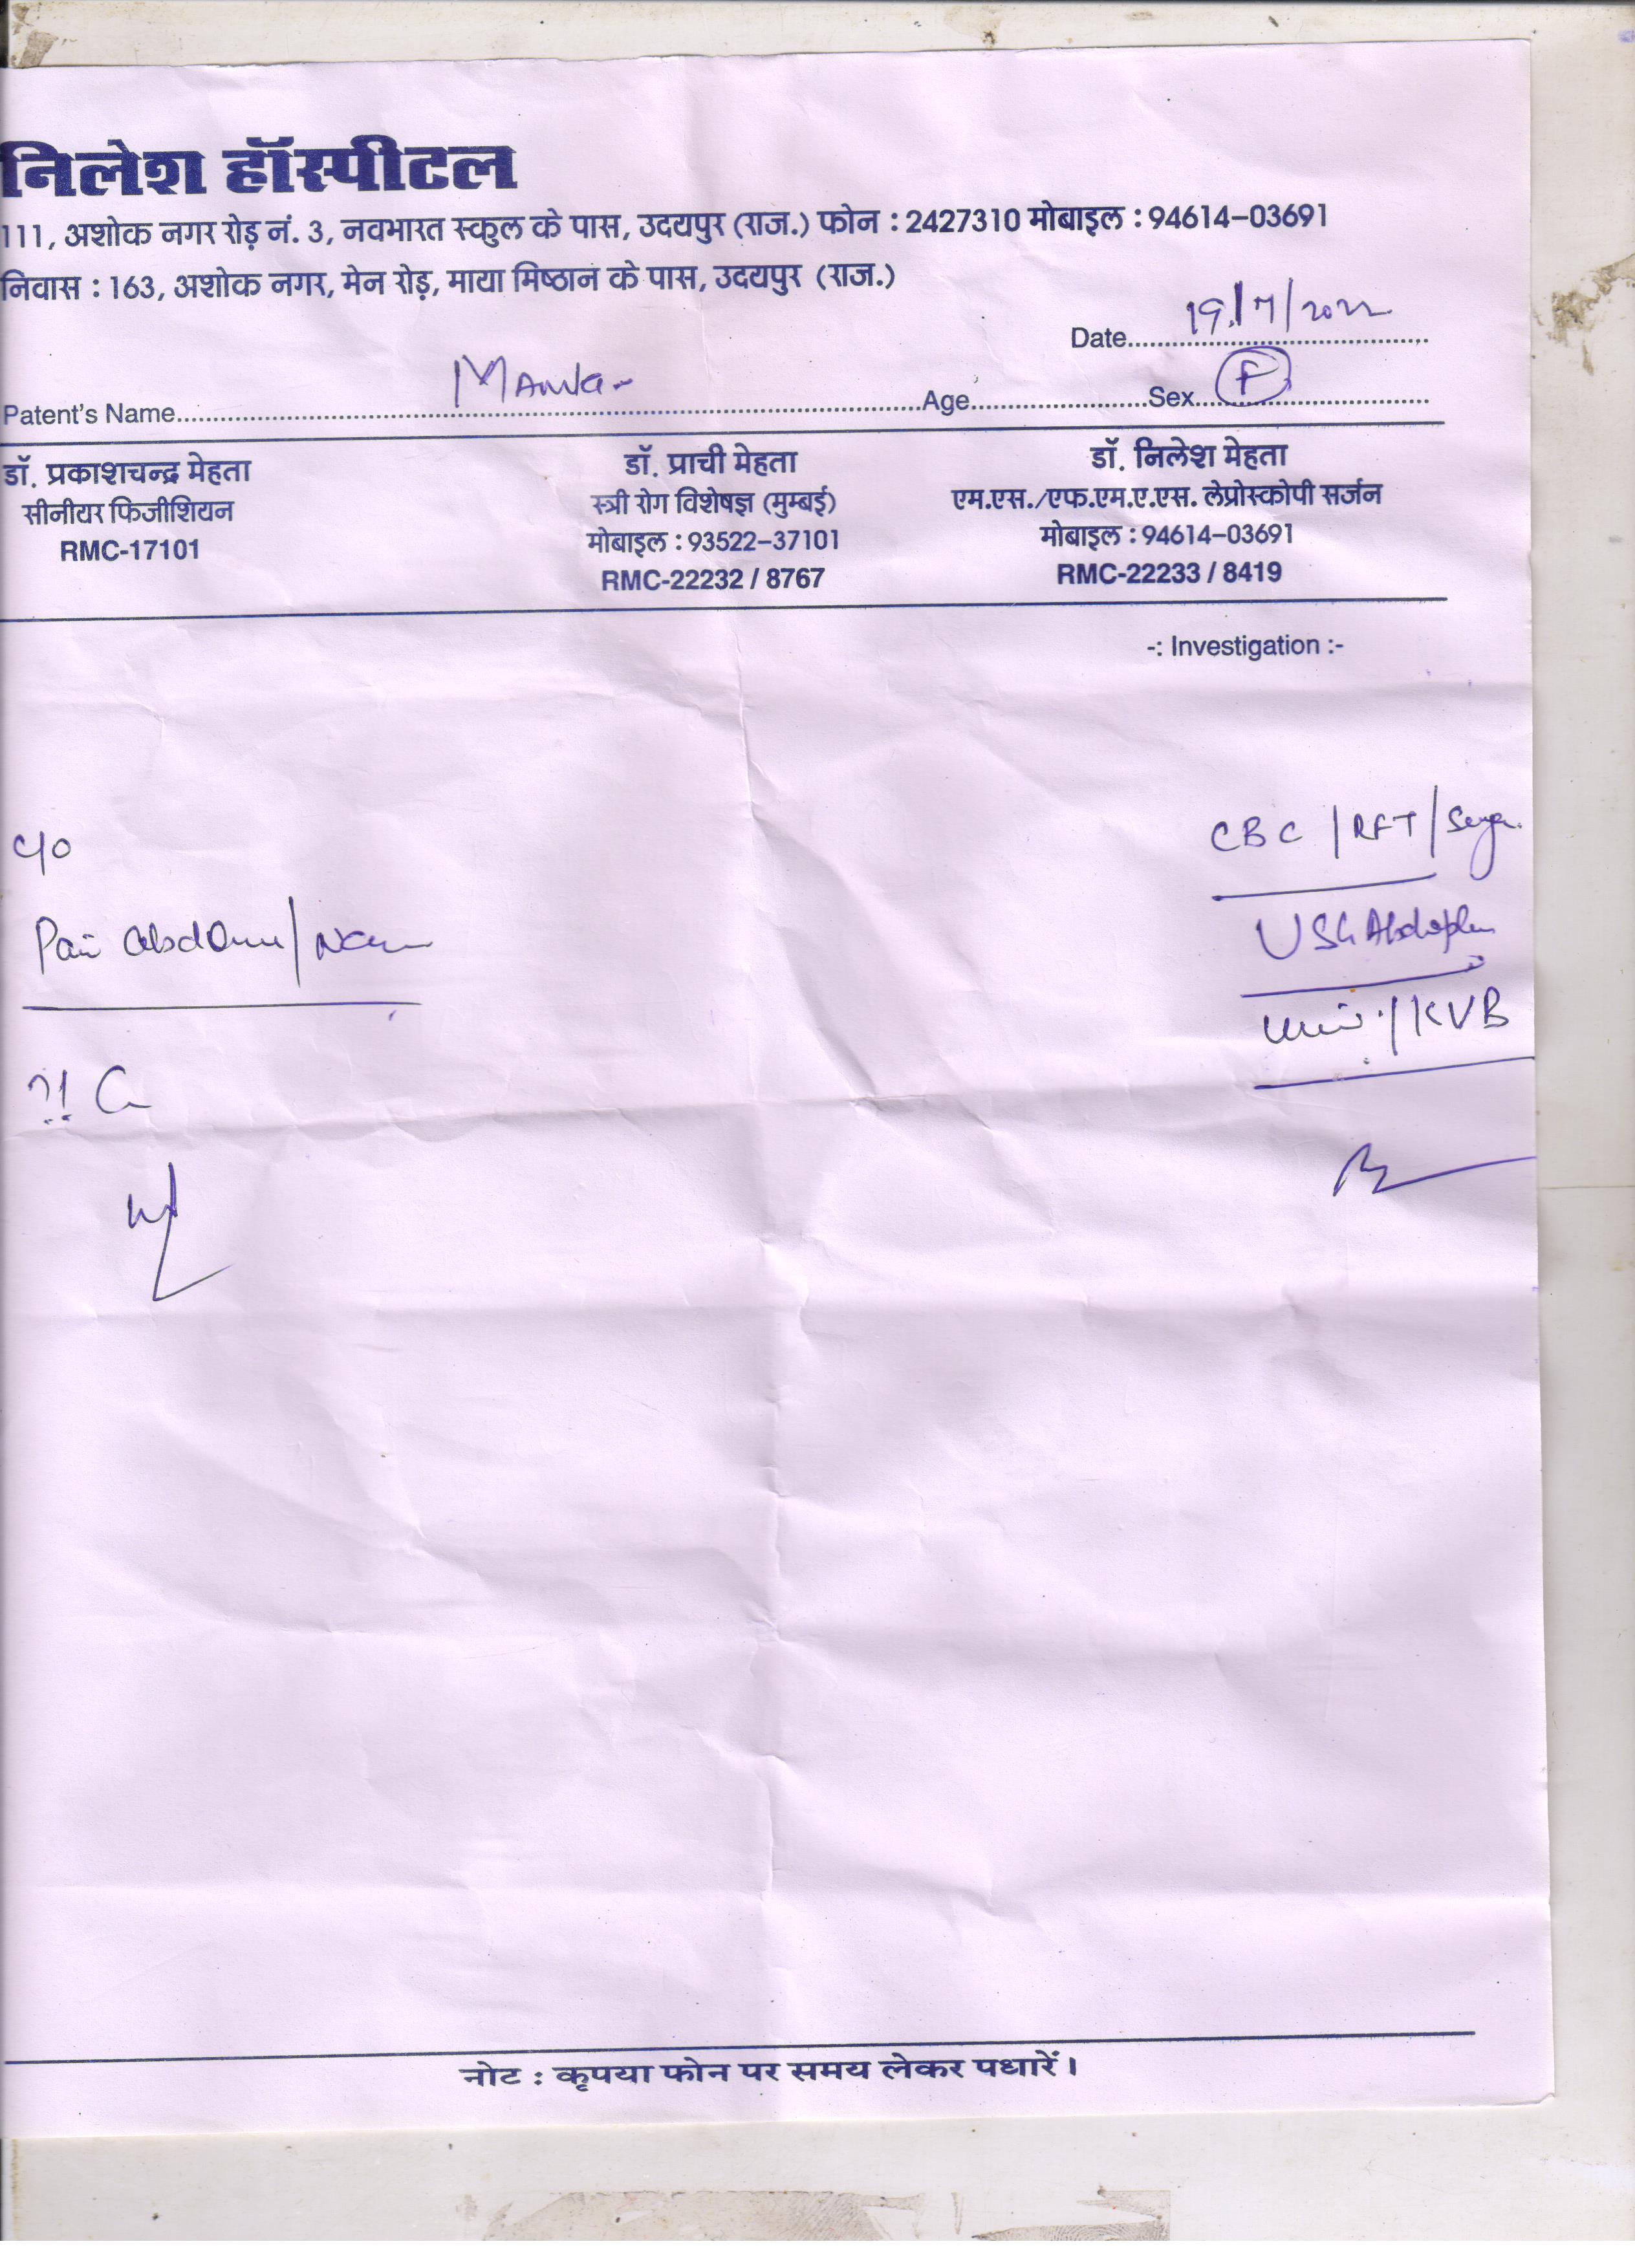 निलेश हॉस्पीटल
111, अशोक नगर रोड़ नं. 3, नवभारत स्कुल के पास, उदयपुर (राज.) फोन : 2427310 मोबाइल : 94614-03691
निवास : 163, अशोक नगर, मेन रोड़, माया मिष्ठान के पास, उदयपुर (राज.)
Date 19/7/2022
Patent's Name Age Sex F
डॉ. प्रकाशचन्द्र मेहता
सीनीयर फिजीशियन
RMC-17101
डॉ. प्राची मेहता
स्त्री रोग विशेषज्ञ (मुम्बई)
मोबाइल : 93522-37101
RMC-22232 / 8767
डॉ. निलेश मेहता
एम.एस./एफ.एम.ए.एस. लेप्रोस्कोपी सर्जन
मोबाइल : 94614-03691
RMC-22233 / 8419
-: Investigation :-
C/O
Pain abdomen/
CBC / RFT /
USG
/ KUB
नोट : कृपया फोन पर समय लेकर पधारें।